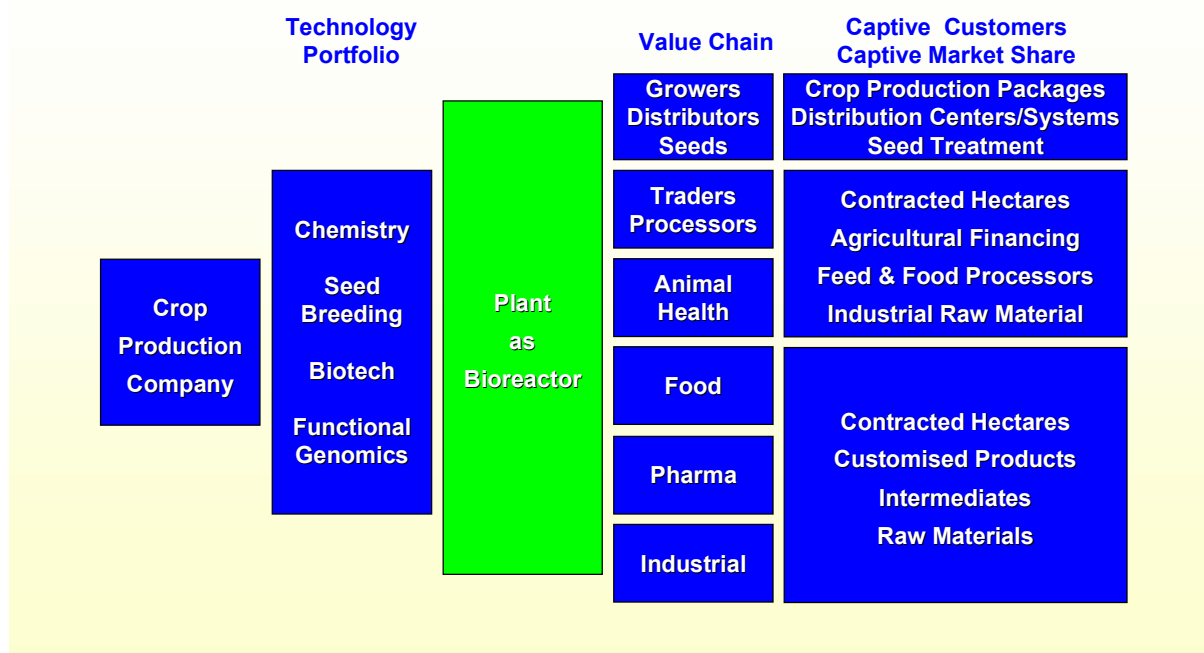 Technology
Portfolio
Value Chain
Captive Customers
Captive Market Share
Crop
Production
Company
Chemistry
Seed
Breeding
Biotech
Functional
Genomics
Plant
as
Bioreactor
Growers
Distributors
Seeds
Traders
Processors
Animal
Health
Food
Pharma
Industrial
Crop Production Packages
Distribution Centers/Systems
Seed Treatment
Contracted Hectares
Agricultural Financing
Feed & Food Processors
Industrial Raw Material
Contracted Hectares
Customised Products
Intermediates
Raw Materials